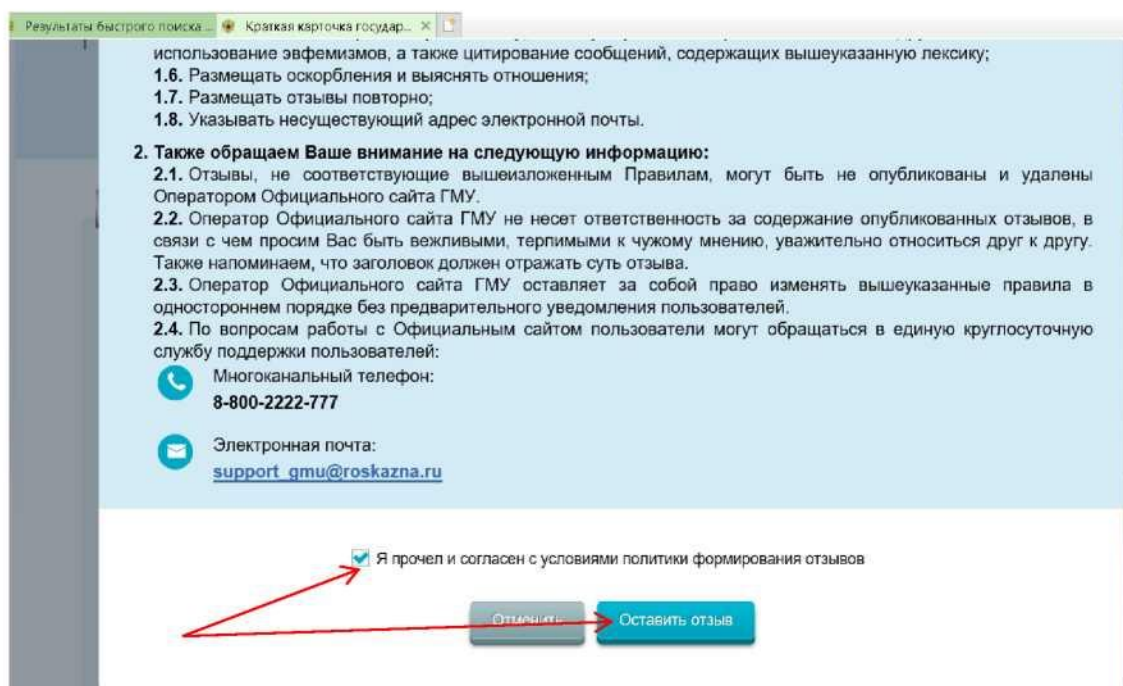 Результаты быстрого поиска ...
Краткая карточка государ...
использование эвфемизмов, а также цитирование сообщений, содержащих вышеуказанную лексику;
1.6. Размещать оскорбления и выяснять отношения;
1.7. Размещать отзывы повторно;
1.8. Указывать несуществующий адрес электронной почты.
2. Также обращаем Ваше внимание на следующую информацию:
2.1. Отзывы, не соответствующие вышеизложенным Правилам, могут быть не опубликованы и удалены
Оператором Официального сайта ГМУ.
2.2. Оператор Официального сайта ГМУ не несет ответственность за содержание опубликованных отзывов, в
связи с чем просим Вас быть вежливыми, терпимыми к чужому мнению, уважительно относиться друг к другу.
Также напоминаем, что заголовок должен отражать суть отзыва.
2.3. Оператор Официального сайта ГМУ оставляет за собой право изменять вышеуказанные правила в
одностороннем порядке без предварительного уведомления пользователей.
2.4. По вопросам работы с Официальным сайтом пользователи могут обращаться в единую круглосуточную
службу поддержки пользователей:
Многоканальный телефон:
8-800-2222-777
Электронная почта:
support_gmu@roskazna.ru
Я прочел и согласен с условиями политики формирования отзывов
Отменить
Оставить отзыв